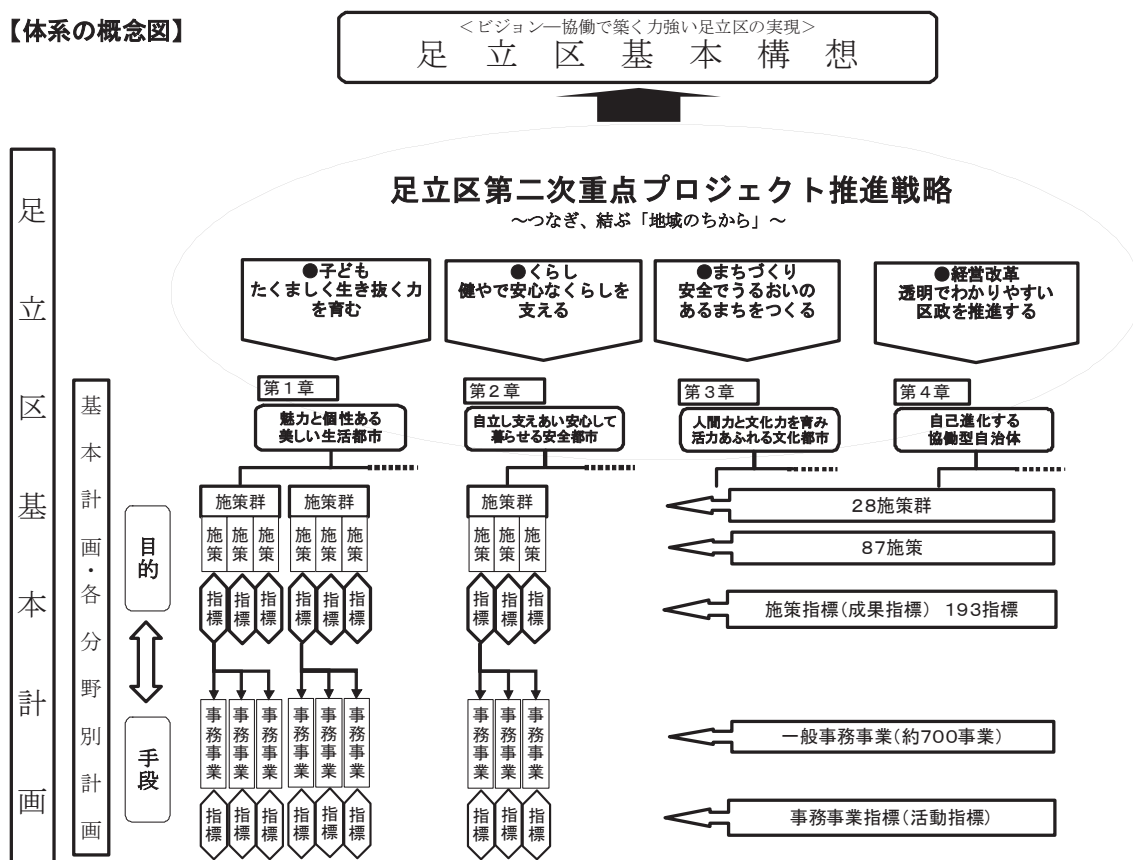 【体系の概念図】
＜ビジョン―協働で築く力強い足立区の実現＞
足立区基本構想
足立区第二次重点プロジェクト推進戦略
～つなぎ、結ぶ「地域のちから」～
●子ども
たくましく生き抜く力
を育む
●くらし
健やで安心なくらしを
支える
●まちづくり
安全でうるおいの
あるまちをつくる
●経営改革
透明でわかりやすい
区政を推進する
足立区基本計画
基本計画・各分野別計画
第１章
魅力と個性ある
美しい生活都市
第２章
自立し支えあい安心して
暮らせる安全都市
第３章
人間力と文化力を育み
活力あふれる文化都市
第４章
自己進化する
協働型自治体
目的
手段
施策群
施策群
施策群
施策
施策
施策
施策
施策
施策
施策
施策
施策
指標
指標
指標
指標
指標
指標
指標
指標
指標
事務事業
事務事業
事務事業
事務事業
事務事業
事務事業
事務事業
事務事業
事務事業
指標
指標
指標
指標
指標
指標
指標
指標
指標
28施策群
87施策
施策指標(成果指標)　193指標
一般事務事業(約700事業)
事務事業指標(活動指標)